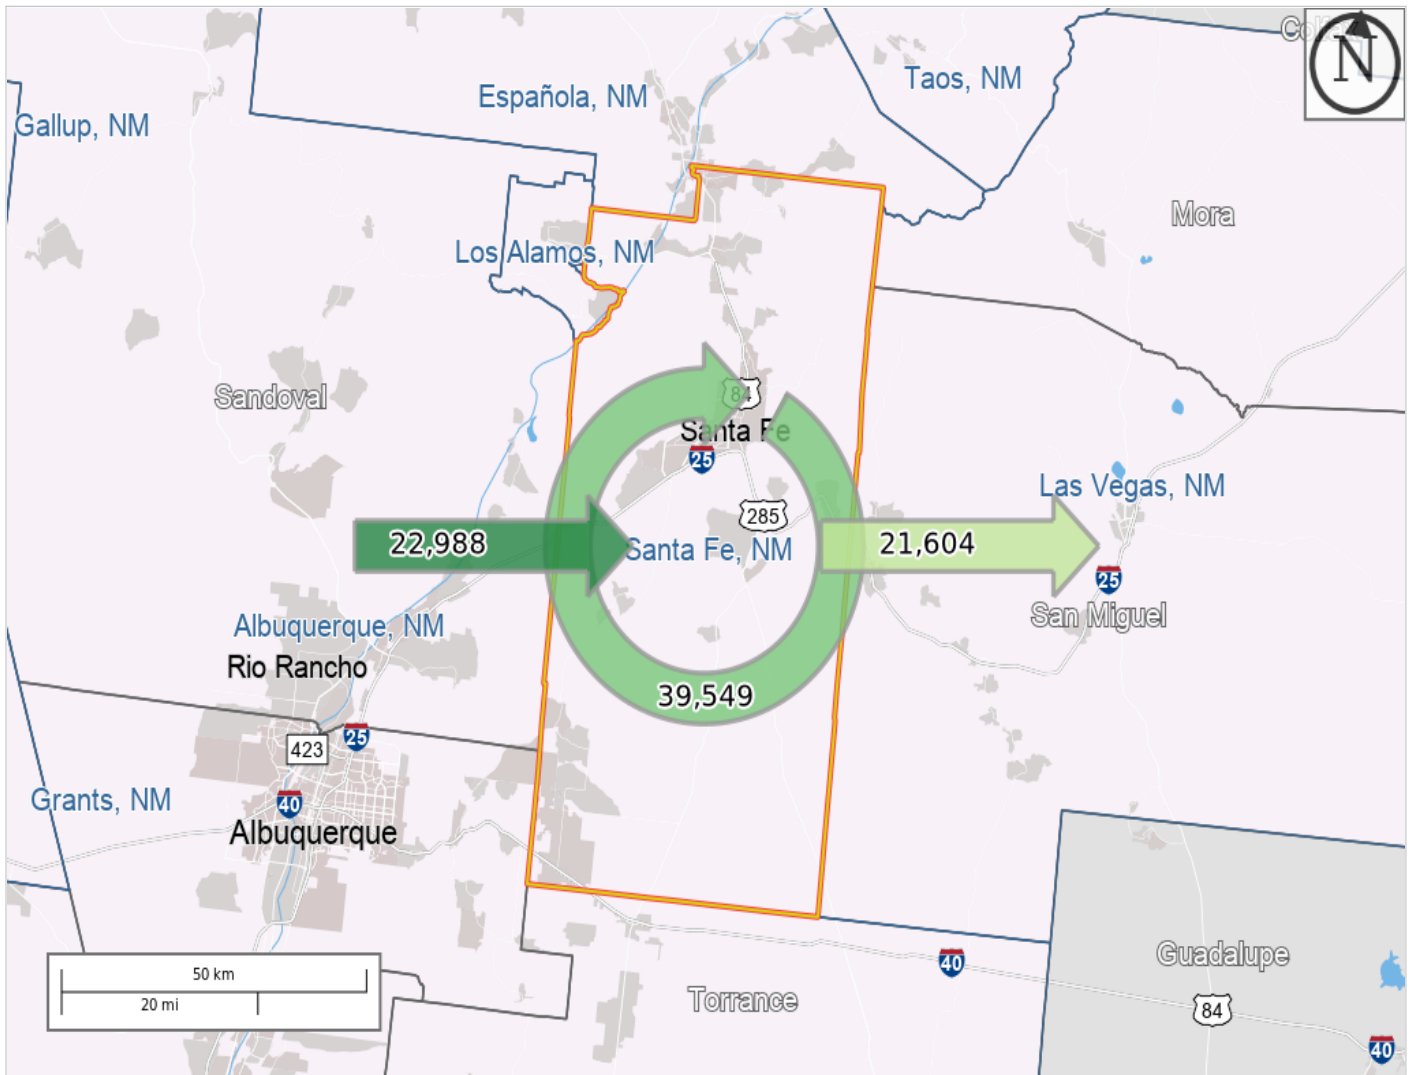 Colfax
N
Taos, NM
Española, NM
Gallup, NM
Mora
Los Alamos, NM
Sandoval
84
Santa Fe
25
Las Vegas, NM
285
22,988
Santa Fe, NM
21,604
25
San Miguel
Albuquerque, NM
Rio Rancho
39,549
25
423
Grants, NM
40
Albuquerque
Guadalupe
40
50 km
20 mi
Torrance
84
40